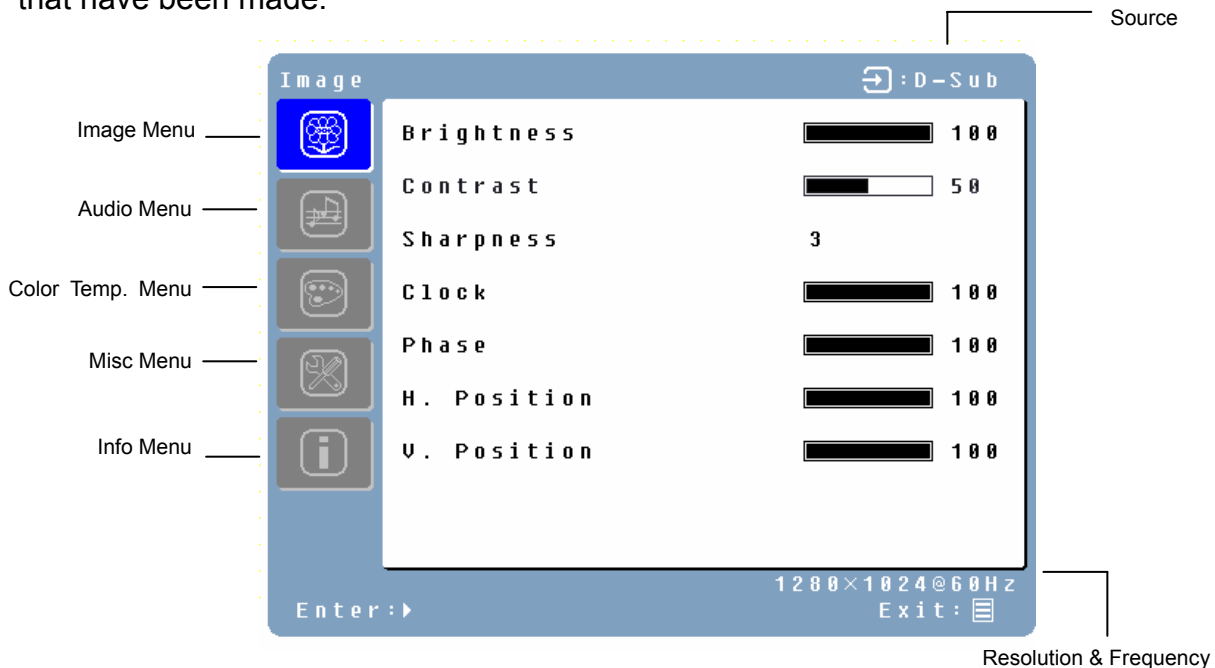 that have been made.
Source
Image :D-Sub
Image Menu
Brightness 100
Contrast 50
Audio Menu
Sharpness 3
Color Temp. Menu
Clock 100
Phase 100
Misc Menu
H. Position 100
Info Menu
V. Position 100
1280×1024@60Hz
Enter: Exit:
Resolution & Frequency